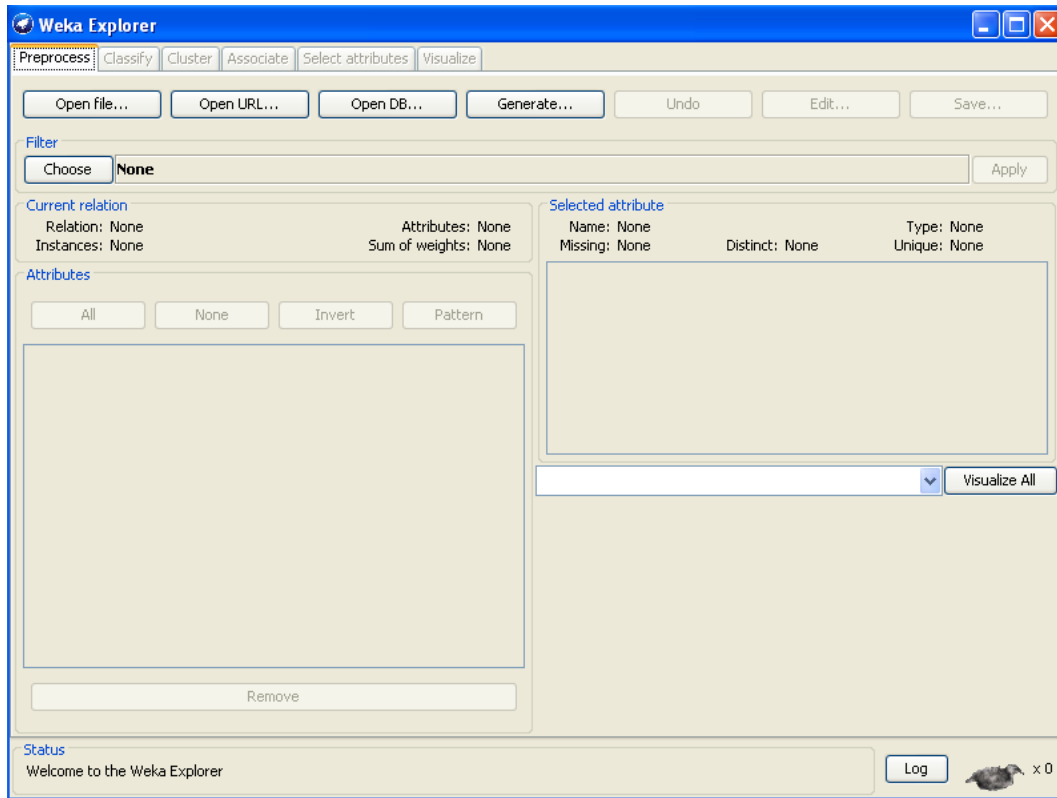 Weka Explorer
Preprocess Classify Cluster Associate Select attributes Visualize
Open file... Open URL... Open DB... Generate... Undo Edit... Save...
Filter
Choose None Apply
Current relation
Relation: None Attributes: None
Instances: None Sum of weights: None
Selected attribute
Name: None Type: None
Missing: None Distinct: None Unique: None
Attributes
All None Invert Pattern
Visualize All
Remove
Status
Welcome to the Weka Explorer
Log x 0